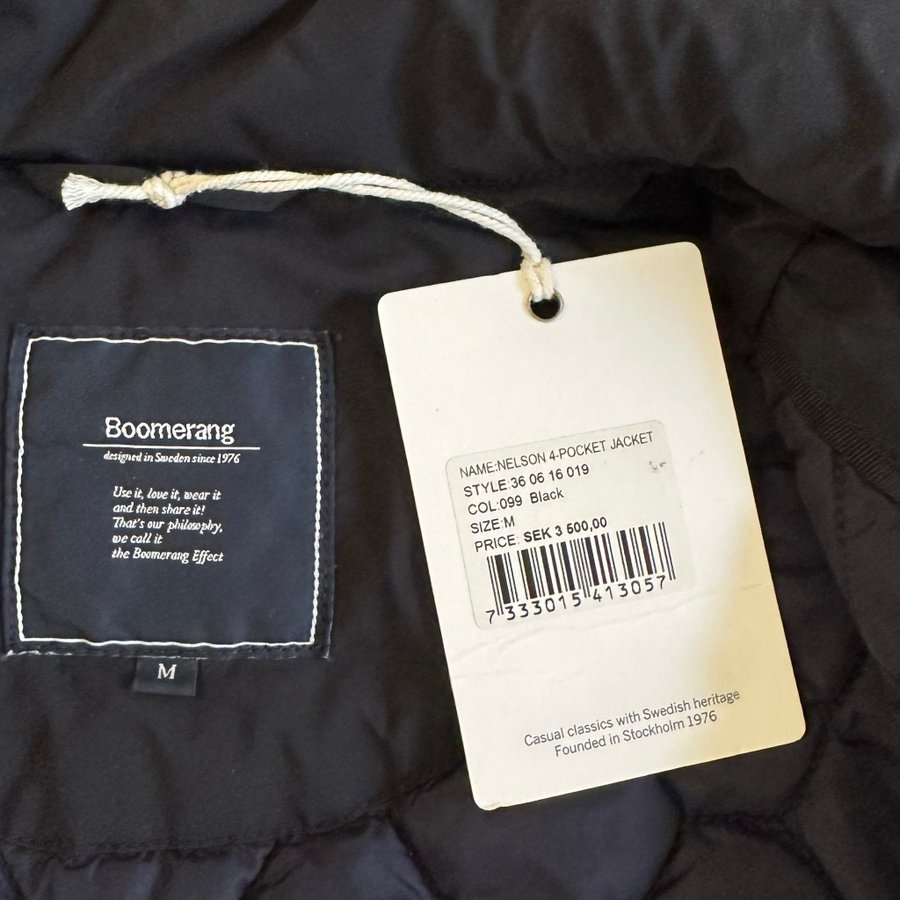 Boomerang
designed in Sweden since 1976
Use it, love it, wear it
and then share it!
That's our philosophy,
we call it
the Boomerang Effect
M
NAME:NELSON 4-POCKET JACKET
STYLE:36 06 16 019
COL:099 Black
SIZE:M
PRICE: SEK 3 500,00
7 333015 413057
Casual classics with Swedish heritage
Founded in Stockholm 1976